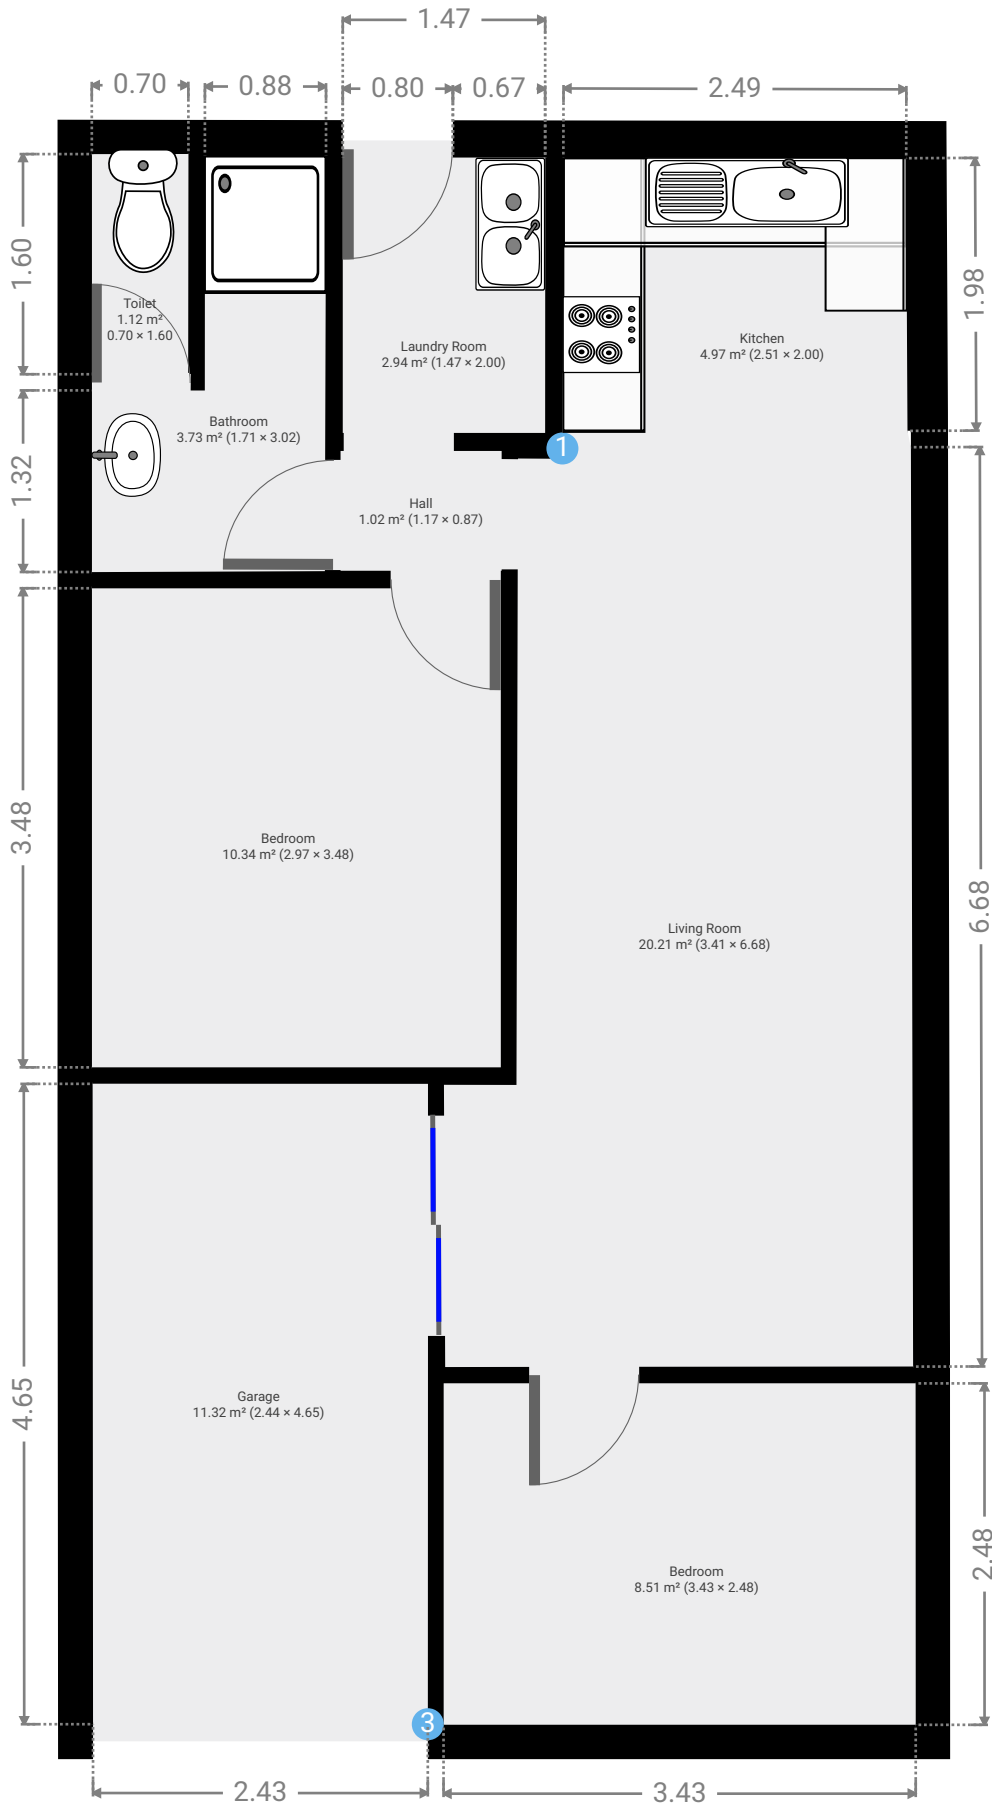 1.47
0.70
0.88
0.80
0.67
2.49
1.60
1.98
Toilet
1.12 m²
0.70 × 1.60
Laundry Room
2.94 m² (1.47 × 2.00)
Kitchen
4.97 m² (2.51 × 2.00)
Bathroom
3.73 m² (1.71 × 3.02)
1
1.32
Hall
1.02 m² (1.17 × 0.87)
3.48
Bedroom
10.34 m² (2.97 × 3.48)
6.68
Living Room
20.21 m² (3.41 × 6.68)
4.65
Garage
11.32 m² (2.44 × 4.65)
2.48
Bedroom
8.51 m² (3.43 × 2.48)
3
2.43
3.43